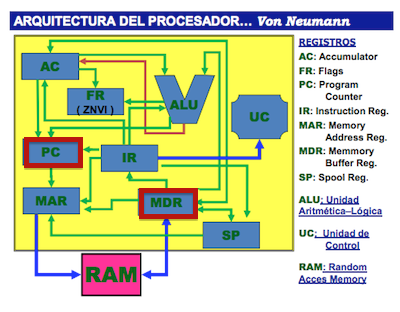 ARQUITECTURA DEL PROCESADOR... Von Neumann
REGISTROS
AC: Accumulator
FR: Flags
PC: Program
Counter
IR: Instruction Reg.
MAR: Memory
Address Reg.
MDR: Memmory
Buffer Reg.
SP: Spool Reg.
ALU: Unidad
Aritmética–Lógica
UC: Unidad de
Control
RAM: Random
Acces Memory
AC
FR
( ZNVI )
ALU
UC
PC
IR
MAR
MDR
SP
RAM